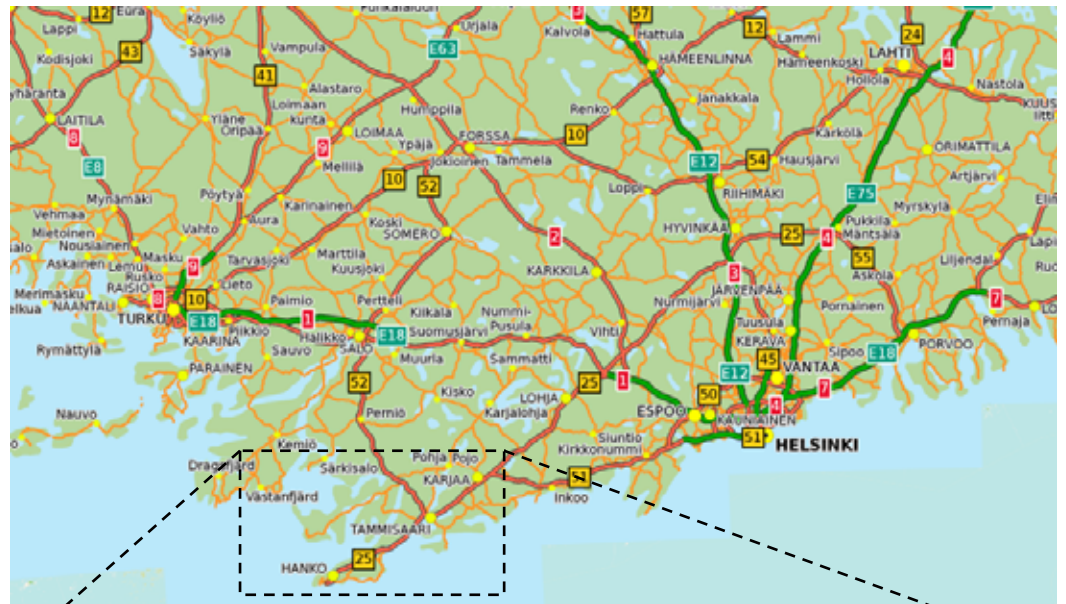 12
Eura
Köyliö
Urjala
Kalvola
3
57
Hattula
12
Lammi
24
Lappi
43
Säkylä
Vampula
E63
HÄMEENLINNA
Hämeenkoski
LAHTI
4
Kodisjoki
41
Hollola
Nastola
Alastaro
Humppila
Renko
Janakkala
Iitti
LAITILA
Yläne
Oripää
Loimaan
kunta
LOIMAA
Kärkölä
8
9
Ypäjä
FORSSA
10
Mellilä
Jokioinen
Tammela
E12
54
Hausjärvi
ORIMATTILA
E8
10
52
Loppi
RIIHIMÄKI
E75
Artjärvi
Mynämäki
Pöytyä
Karinainen
Myrskylä
Vehmaa
Aura
Koski
Pukkila
Mietoinen
Vahto
SOMERO
2
HYVINKÄÄ
25
4
Mäntsälä
Nousiainen
Masku
Marttila
55
Liljendal
Askainen
Lemu
Rusko
9
Tarvasjoki
Kuusjoki
KARKKILA
3
Askola
Merimasku
RAISIO
Lieto
JÄRVENPÄÄ
NAANTALI
8
10
Paimio
Pertteli
Nurmijärvi
Pornainen
7
TURKU
E18
1
Kiikala
Nummi-
Pusula
Vihti
Tuusula
Pernaja
Piikkiö
Halikko
E18
Suomusjärvi
KERAVA
PORVOO
KAARINA
SALO
Rymättylä
Sauvo
Muurla
Sammatti
45
Sipoo
E18
PARAINEN
52
Kisko
25
1
E12
VANTAA
7
LOHJA
50
Nauvo
Perniö
Karjalohja
ESPOO
4
KAUNIAINEN
Kemiö
Siuntio
51
HELSINKI
Kirkkonummi
Dragsfjärd
Särkisalo
Pohja
Pojo
KARJAA
51
Västanfjärd
Inkoo
TAMMISAARI
HANKO
25